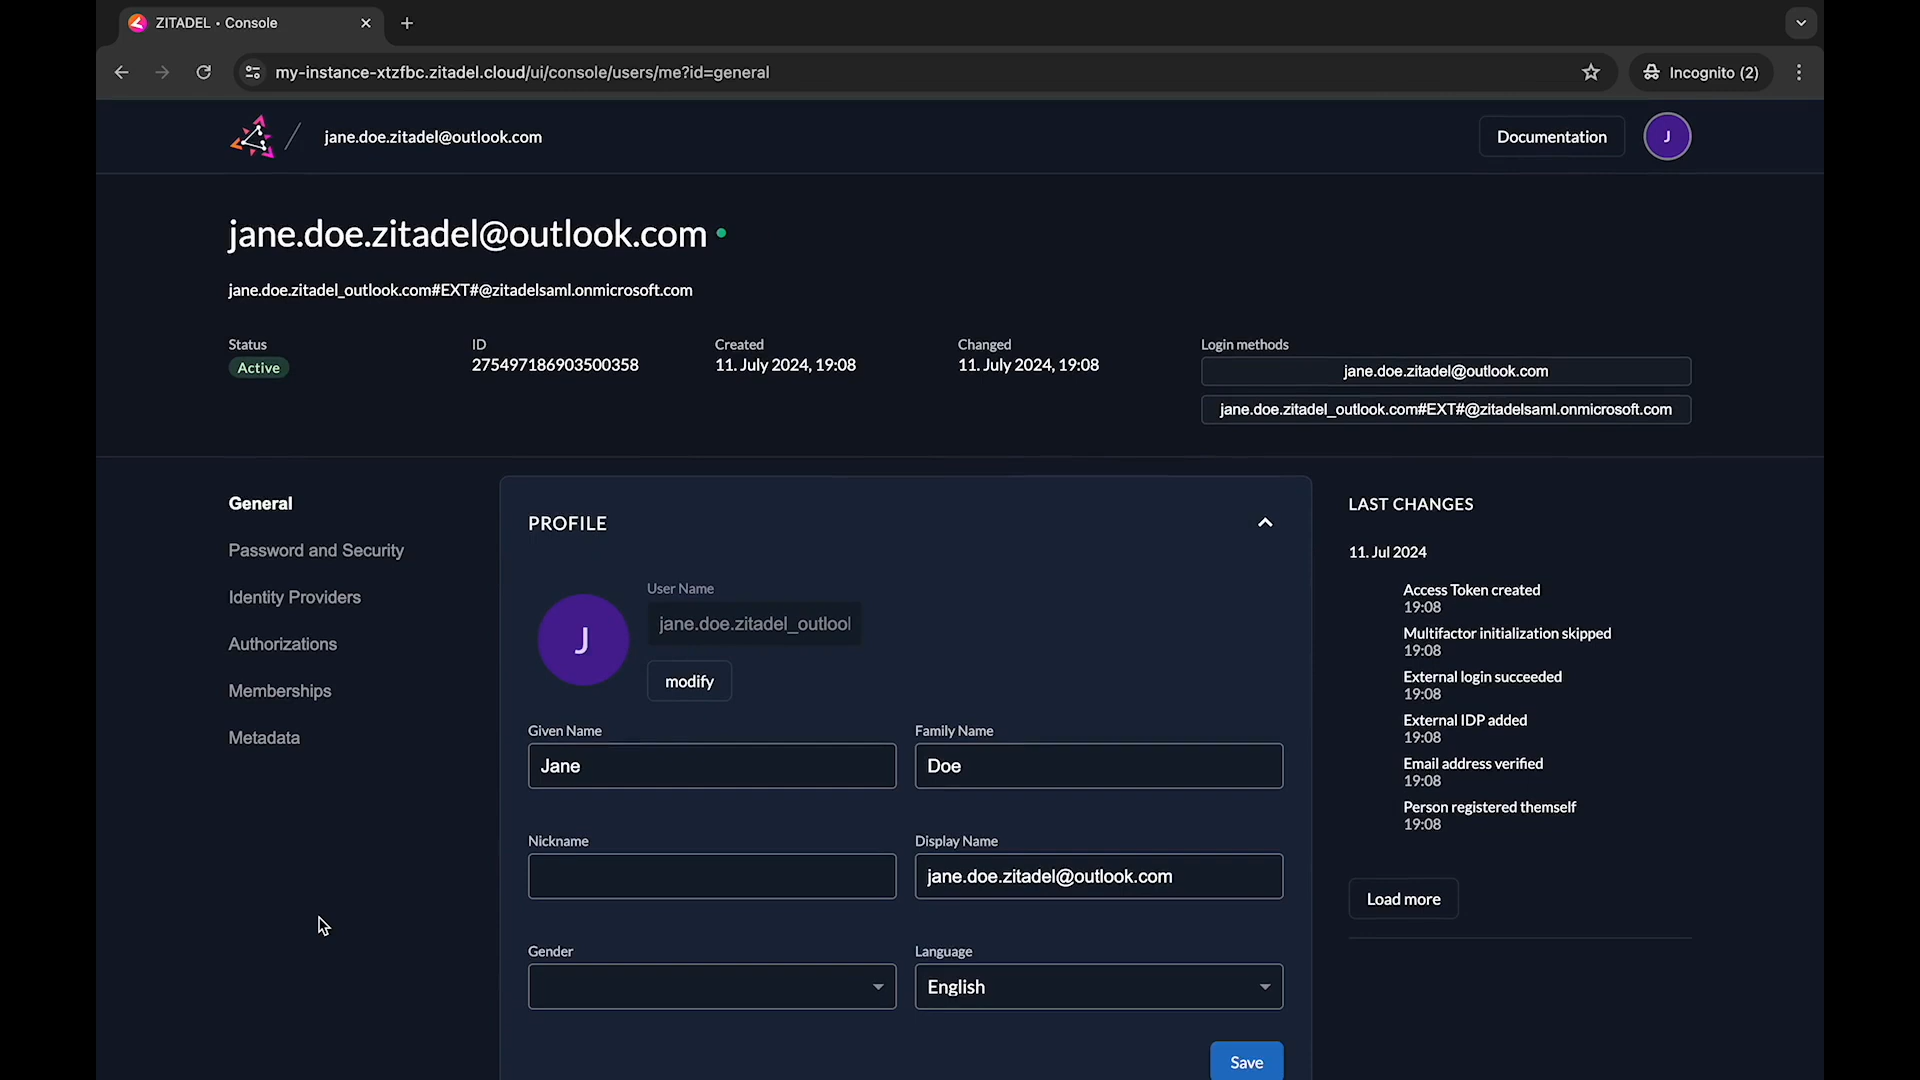 ZITADEL • Console
my-instance-xtzfbc.zitadel.cloud/ui/console/users/me?id=general
Incognito (2)
jane.doe.zitadel@outlook.com
Documentation
J
jane.doe.zitadel@outlook.com
jane.doe.zitadel_outlook.com#EXT#@zitadelsaml.onmicrosoft.com
Status
Active
ID
275497186903500358
Created
11. July 2024, 19:08
Changed
11. July 2024, 19:08
Login methods
jane.doe.zitadel@outlook.com
jane.doe.zitadel_outlook.com#EXT#@zitadelsaml.onmicrosoft.com
General
Password and Security
Identity Providers
Authorizations
Memberships
Metadata
PROFILE
J
User Name
jane.doe.zitadel_outlool
modify
Given Name
Jane
Family Name
Doe
Nickname
Display Name
jane.doe.zitadel@outlook.com
Gender
Language
English
Save
LAST CHANGES
11. Jul 2024
Access Token created
19:08
Multifactor initialization skipped
19:08
External login succeeded
19:08
External IDP added
19:08
Email address verified
19:08
Person registered themself
19:08
Load more